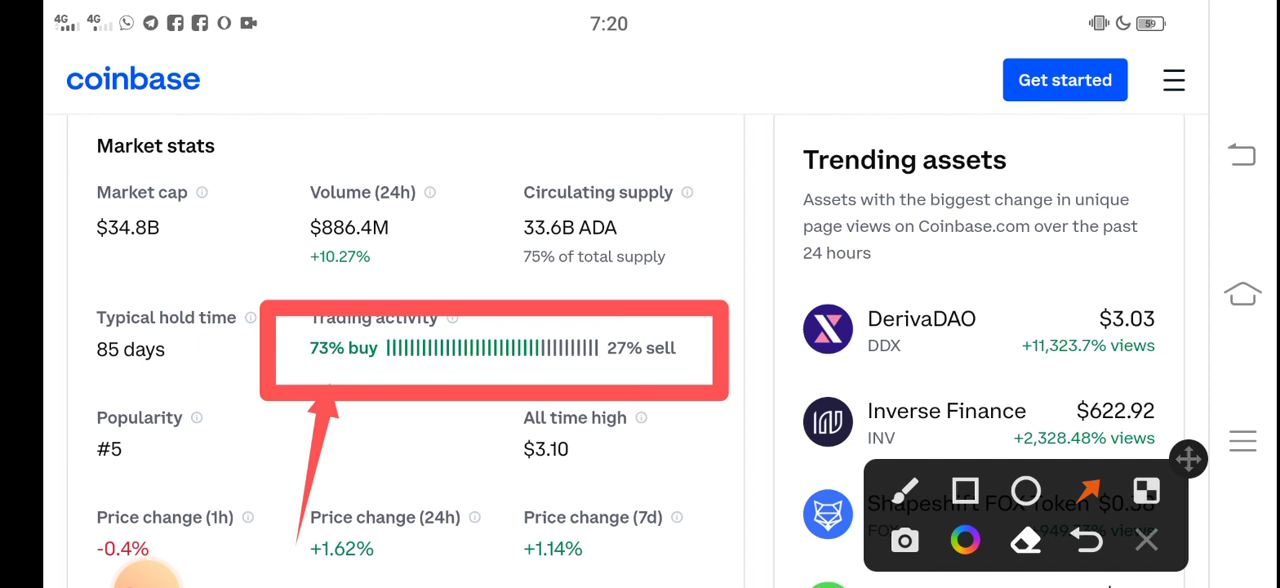 4G 4G 7:20 59
coinbase Get started
Market stats
Market cap Volume (24h) Circulating supply
$34.8B $886.4M 33.6B ADA
+10.27% 75% of total supply
Typical hold time Trading activity
85 days 73% buy 27% sell
Popularity All time high
#5 $3.10
Price change (1h) Price change (24h) Price change (7d)
-0.4% +1.62% +1.14%
Trending assets
Assets with the biggest change in unique
page views on Coinbase.com over the past
24 hours
DerivaDAO $3.03
DDX +11,323.7% views
Inverse Finance $622.92
INV +2,328.48% views
Shapeshift FOX Token
FOX views